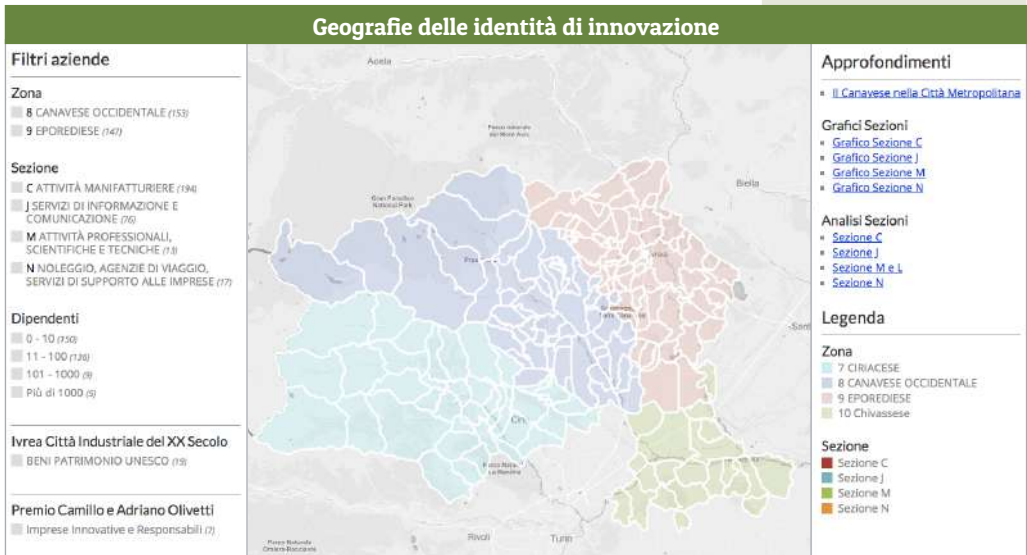 Geografie delle identità di innovazione
Filtri aziende
Zona
8 CANAVESE OCCIDENTALE (153)
9 EPOREDIESE (147)
Sezione
C ATTIVITÀ MANIFATTURIERE (194)
J SERVIZI DI INFORMAZIONE E
COMUNICAZIONE (76)
M ATTIVITÀ PROFESSIONALI,
SCIENTIFICHE E TECNICHE (13)
N NOLEGGIO, AGENZIE DI VIAGGIO,
SERVIZI DI SUPPORTO ALLE IMPRESE (17)
Dipendenti
0 - 10 (150)
11 - 100 (136)
101 - 1000 (9)
Più di 1000 (5)
Ivrea Città Industriale del XX Secolo
BENI PATRIMONIO UNESCO (19)
Premio Camillo e Adriano Olivetti
Imprese Innovative e Responsabili (7)
Biella
Gran Paradiso
National Park
Rivoli
Turin
Approfondimenti
Il Canavese nella Città Metropolitana
Grafici Sezioni
Grafico Sezione C
Grafico Sezione J
Grafico Sezione M
Grafico Sezione N
Analisi Sezioni
Sezione C
Sezione J
Sezione M e L
Sezione N
Legenda
Zona
7 CIRIACESE
8 CANAVESE OCCIDENTALE
9 EPOREDIESE
10 Chivassese
Sezione
Sezione C
Sezione J
Sezione M
Sezione N